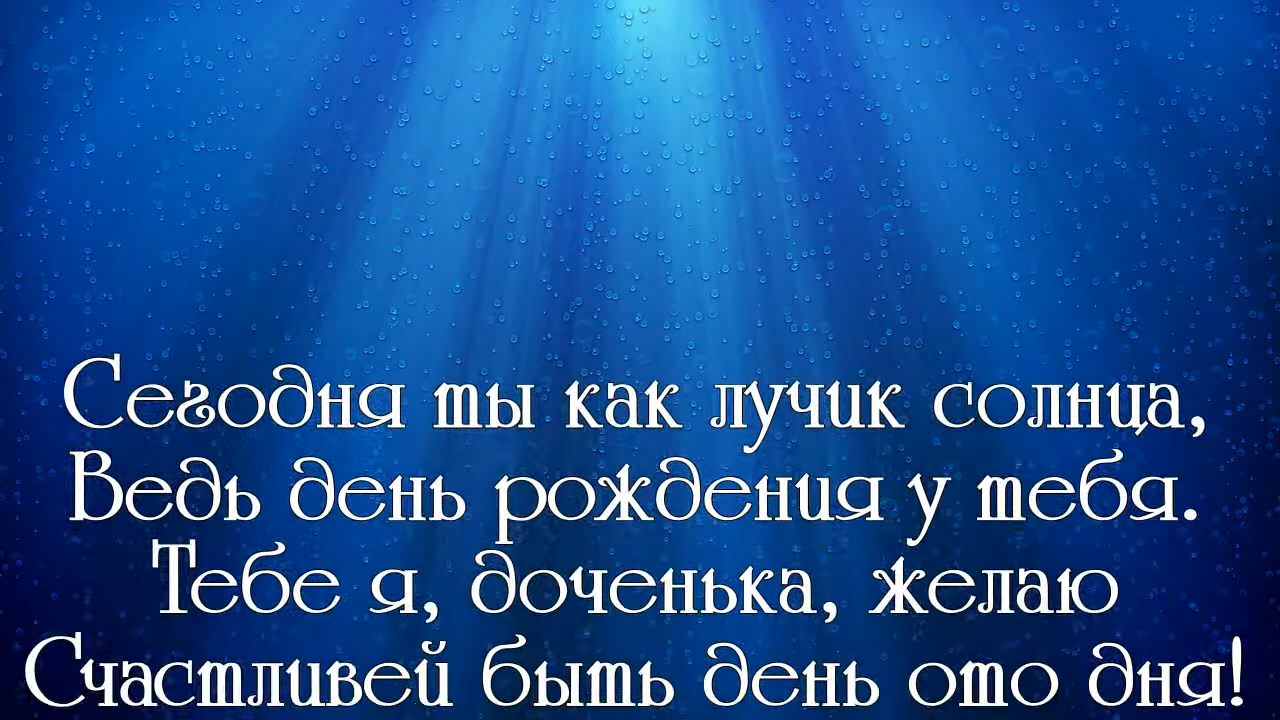 Сегодня ты как лучик солнца,
Ведь день рождения у тебя.
Тебе я, доченька, желаю
Счастливей быть день ото дня!